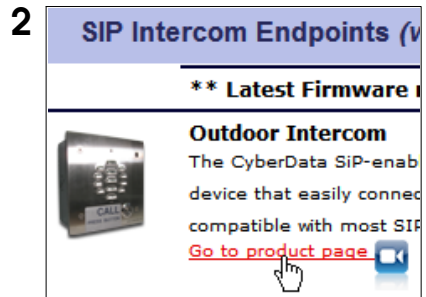 2
SIP Intercom Endpoints (w
** Latest Firmware
Outdoor Intercom
The CyberData SiP-enab
device that easily connec
compatible with most SIP
Go to product page
CALL